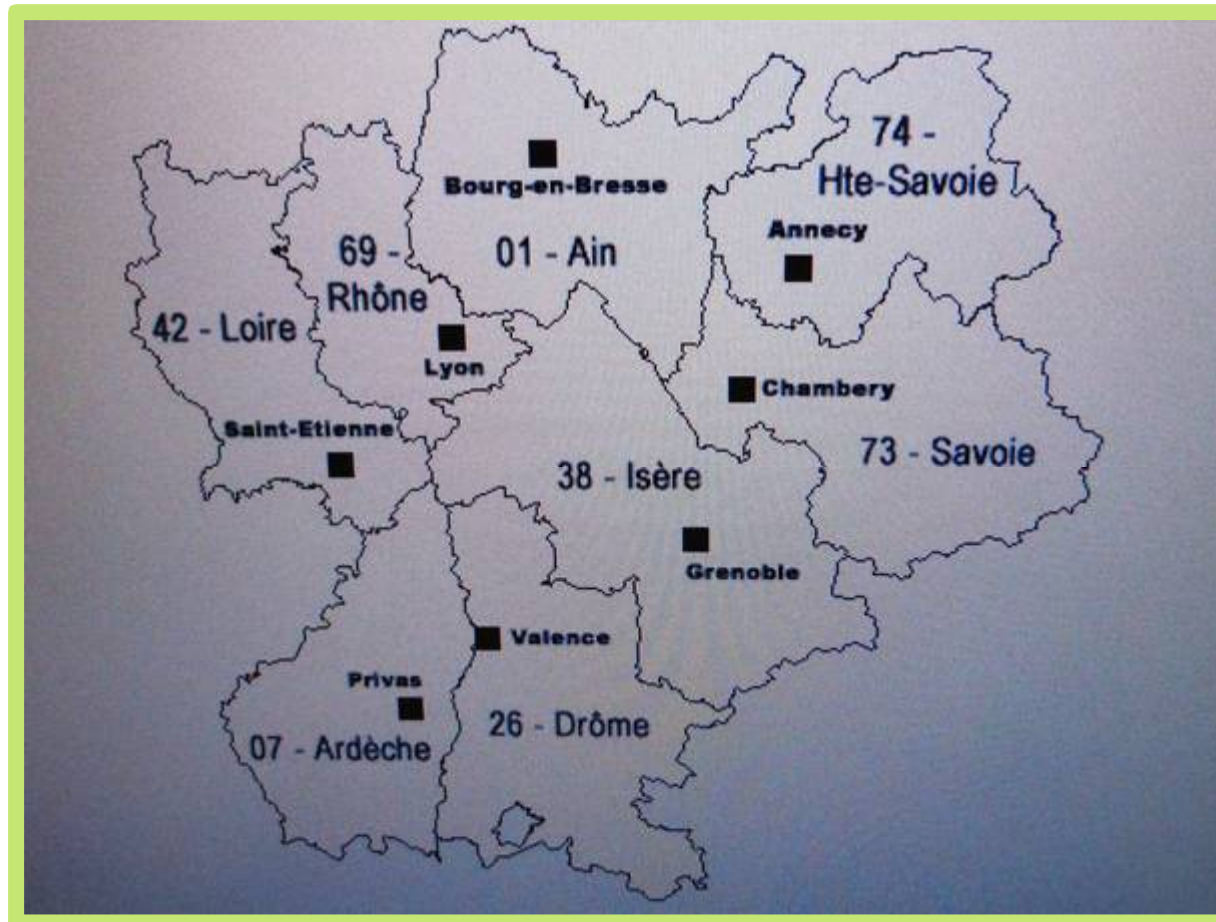 74 -
Hte-Savoie
Bourg-en-Bresse
Annecy
69 -
Rhône
01 - Ain
42 - Loire
Lyon
Chambery
Saint-Etienne
38 - Isère
73 - Savoie
Grenoble
Valence
Privas
26 - Drôme
07 - Ardèche